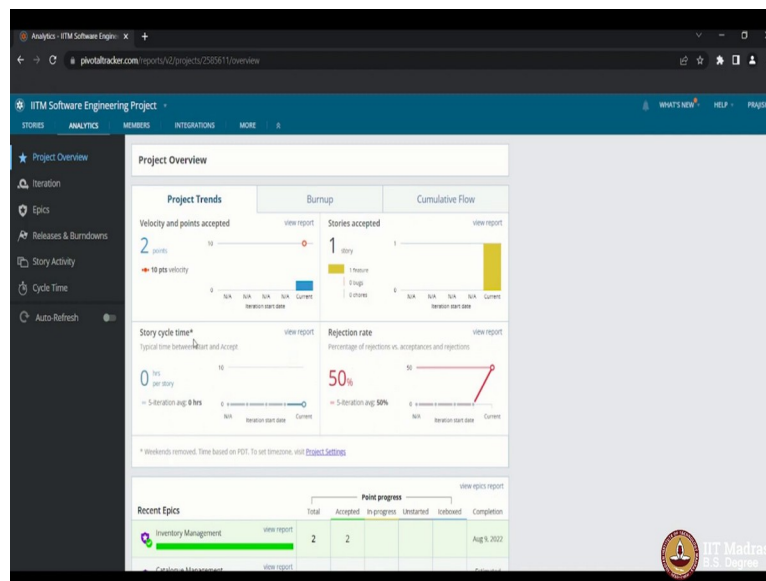 Analytics - IITM Software Engine
pivotaltracker.com/reports/v2/projects/2585611/overview
IITM Software Engineering Project
WHAT'S NEW
HELP
STORIES
ANALYTICS
MEMBERS
INTEGRATIONS
MORE
Project Overview
Iteration
Epics
Releases & Burndowns
Story Activity
Cycle Time
Auto-Refresh
Project Overview
Project Trends
Burnup
Cumulative Flow
Velocity and points accepted
view report
2 points
10 pts velocity
10
0
N/A N/A N/A N/A Current
Iteration start date
Stories accepted
view report
1 story
1 feature
0 bugs
0 chores
1
0
N/A N/A N/A N/A Current
Iteration start date
Story cycle time*
view report
Typical time between Start and Accept
0 hrs per story
5-iteration avg: 0 hrs
10
0
N/A
Iteration start date
Current
Rejection rate
view report
Percentage of rejections vs. acceptances and rejections
50%
5-iteration avg: 50%
50
0
N/A
Iteration start date
Current
* Weekends removed. Time based on PDT. To set timezone, visit Project Settings
view epics report
Point progress
Recent Epics
Total Accepted In-progress Unstarted Iceboxed Completion
Inventory Management
view report
2 2 Aug 9, 2022
Catalogue Management
view report
IIT Madras
B.S. Degree